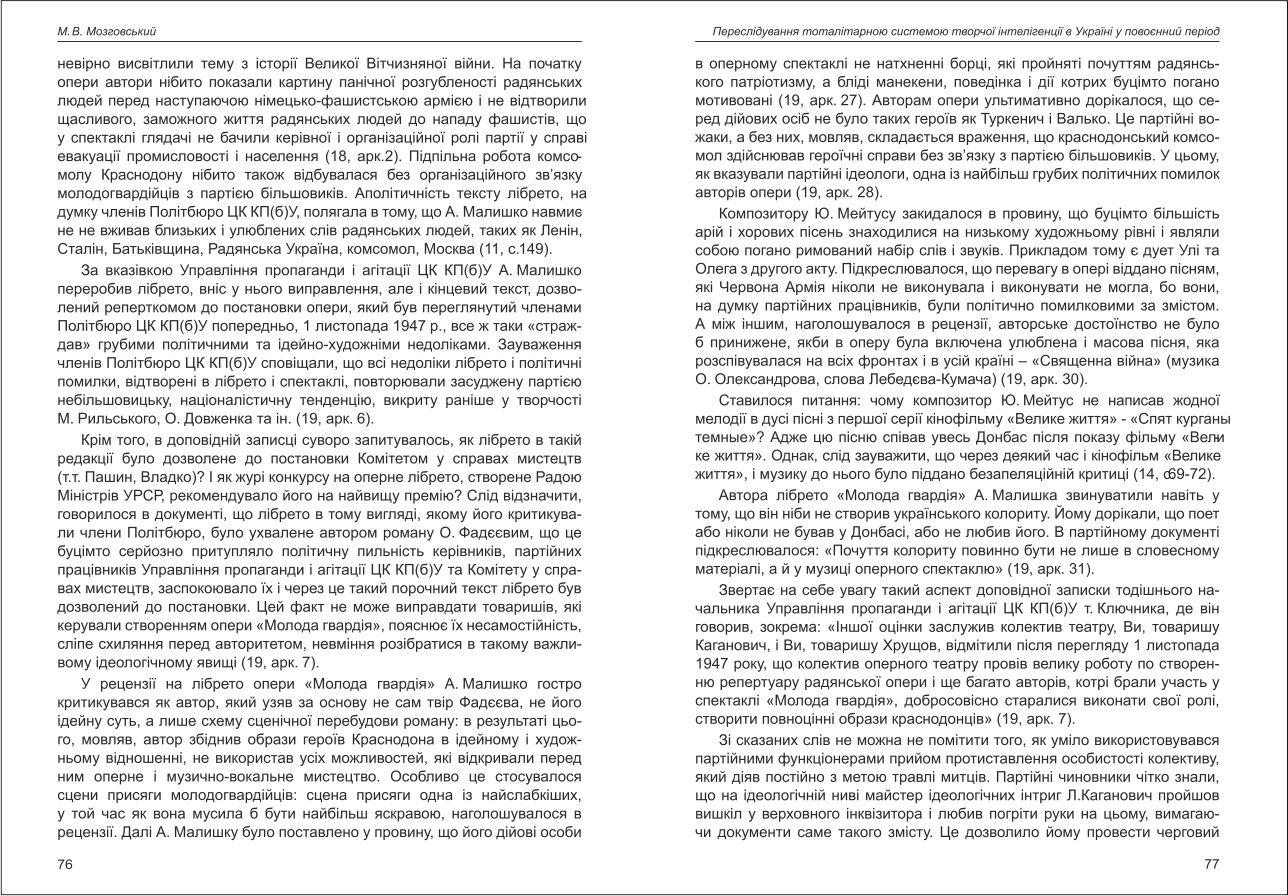 М. В. Мозговський
невірно висвітлили тему з історії Великої Вітчизняної війни. На початку
опери автори нібито показали картину панічної розгубленості радянських
людей перед наступаючою німецько-фашистською армією і не відтворили
щасливого, заможного життя радянських людей до нападу фашистів, що
у спектаклі глядачі не бачили керівної і організаційної ролі партії у справі
евакуації промисловості і населення (18, арк.2). Підпільна робота комсо-
молу Краснодону нібито також відбувалася без організаційного зв’язку
молодогвардійців з партією більшовиків. Аполітичність тексту лібрето, на
думку членів Політбюро ЦК КП(б)У, полягала в тому, що А. Малишко навмис
не не вживав близьких і улюблених слів радянських людей, таких як Ленін,
Сталін, Батьківщина, Радянська Україна, комсомол, Москва (11, с.149).
За вказівкою Управління пропаганди і агітації ЦК КП(б)У А. Малишко
переробив лібрето, вніс у нього виправлення, але і кінцевий текст, дозво-
лений реперткомом до постановки опери, який був переглянутий членами
Політбюро ЦК КП(б)У попередньо, 1 листопада 1947 р., все ж таки «страж-
дав» грубими політичними та ідейно-художніми недоліками. Зауваження
членів Політбюро ЦК КП(б)У сповіщали, що всі недоліки лібрето і політичні
помилки, відтворені в лібрето і спектаклі, повторювали засуджену партією
небільшовицьку, націоналістичну тенденцію, викриту раніше у творчості
М. Рильського, О. Довженка та ін. (19, арк. 6).
Крім того, в доповідній записці суворо запитувалось, як лібрето в такій
редакції було дозволене до постановки Комітетом у справах мистецтв
(т.т. Пашин, Владко)? І як журі конкурсу на оперне лібрето, створене Радою
Міністрів УРСР, рекомендувало його на найвищу премію? Слід відзначити,
говорилося в документі, що лібрето в тому вигляді, якому його критикува-
ли члени Політбюро, було ухвалене автором роману О. Фадєєвим, що це
буцімто серйозно притупляло політичну пильність керівників, партійних
працівників Управління пропаганди і агітації ЦК КП(б)У та Комітету у спра-
вах мистецтв, заспокоювало їх і через це такий порочний текст лібрето був
дозволений до постановки. Цей факт не може виправдати товаришів, які
керували створенням опери «Молода гвардія», пояснює їх несамостійність,
сліпе схиляння перед авторитетом, невміння розібратися в такому важли-
вому ідеологічному явищі (19, арк. 7).
У рецензії на лібрето опери «Молода гвардія» А. Малишко гостро
критикувався як автор, який узяв за основу не сам твір Фадєєва, не його
ідейну суть, а лише схему сценічної перебудови роману: в результаті цьо-
го, мовляв, автор збіднив образи героїв Краснодона в ідейному і худож-
ньому відношенні, не використав усіх можливостей, які відкривали перед
ним оперне і музично-вокальне мистецтво. Особливо це стосувалося
сцени присяги молодогвардійців: сцена присяги одна із найслабкіших,
у той час як вона мусила б бути найбільш яскравою, наголошувалося в
рецензії. Далі А. Малишку було поставлено у провину, що його дійові особи
76
Переслідування тоталітарною системою творчої інтелігенції в Україні у повоєнний період
в оперному спектаклі не натхненні борці, які пройняті почуттям радянсь-
кого патріотизму, а бліді манекени, поведінка і дії котрих буцімто погано
мотивовані (19, арк. 27). Авторам опери ультимативно дорікалося, що се-
ред дійових осіб не було таких героїв як Туркенич і Валько. Це партійні во-
жаки, а без них, мовляв, складається враження, що краснодонський комсо-
мол здійснював героїчні справи без зв’язку з партією більшовиків. У цьому,
як вказували партійні ідеологи, одна із найбільш грубих політичних помилок
авторів опери (19, арк. 28).
Композитору Ю. Мейтусу закидалося в провину, що буцімто більшість
арій і хорових пісень знаходилися на низькому художньому рівні і являли
собою погано римований набір слів і звуків. Прикладом тому є дует Улі та
Олега з другого акту. Підкреслювалося, що перевагу в опері віддано пісням,
які Червона Армія ніколи не виконувала і виконувати не могла, бо вони,
на думку партійних працівників, були політично помилковими за змістом.
А між іншим, наголошувалося в рецензії, авторське достоїнство не було
б принижене, якби в оперу була включена улюблена і масова пісня, яка
розспівувалася на всіх фронтах і в усій країні – «Священна війна» (музика
О. Олександрова, слова Лебедєва-Кумача) (19, арк. 30).
Ставилося питання: чому композитор Ю. Мейтус не написав жодної
мелодії в дусі пісні з першої серії кінофільму «Велике життя» - «Спят курганы
темные»? Адже цю пісню співав увесь Донбас після показу фільму «Вели
ке життя». Однак, слід зауважити, що через деякий час і кінофільм «Велике
життя», і музику до нього було піддано безапеляційній критиці (14, с69-72).
Автора лібрето «Молода гвардія» А. Малишка звинуватили навіть у
тому, що він ніби не створив українського колориту. Йому дорікали, що поет
або ніколи не бував у Донбасі, або не любив його. В партійному документі
підкреслювалося: «Почуття колориту повинно бути не лише в словесному
матеріалі, а й у музиці оперного спектаклю» (19, арк. 31).
Звертає на себе увагу такий аспект доповідної записки тодішнього на-
чальника Управління пропаганди і агітації ЦК КП(б)У т. Ключника, де він
говорив, зокрема: «Іншої оцінки заслужив колектив театру, Ви, товаришу
Каганович, і Ви, товаришу Хрущов, відмітили після перегляду 1 листопада
1947 року, що колектив оперного театру провів велику роботу по створен-
ню репертуару радянської опери і ще багато авторів, котрі брали участь у
спектаклі «Молода гвардія», добросовісно старалися виконати свої ролі,
створити повноцінні образи краснодонців» (19, арк. 7).
Зі сказаних слів не можна не помітити того, як уміло використовувався
партійними функціонерами прийом протиставлення особистості колективу,
який діяв постійно з метою травлі митців. Партійні чиновники чітко знали,
що на ідеологічній ниві майстер ідеологічних інтриг Л.Каганович пройшов
вишкіл у верховного інквізитора і любив погріти руки на цьому, вимагаю-
чи документи саме такого змісту. Це дозволило йому провести черговий
77